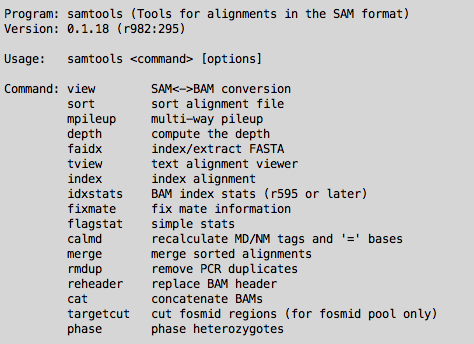 Program: samtools (Tools for alignments in the SAM format)
Version: 0.1.18 (r982:295)
Usage:   samtools <command> [options]
Command: view        SAM<->BAM conversion
         sort        sort alignment file
         mpileup     multi-way pileup
         depth       compute the depth
         faidx       index/extract FASTA
         tview       text alignment viewer
         index       index alignment
         idxstats    BAM index stats (r595 or later)
         fixmate     fix mate information
         flagstat    simple stats
         calmd       recalculate MD/NM tags and '=' bases
         merge       merge sorted alignments
         rmdup       remove PCR duplicates
         reheader    replace BAM header
         cat         concatenate BAMs
         targetcut   cut fosmid regions (for fosmid pool only)
         phase       phase heterozygotes